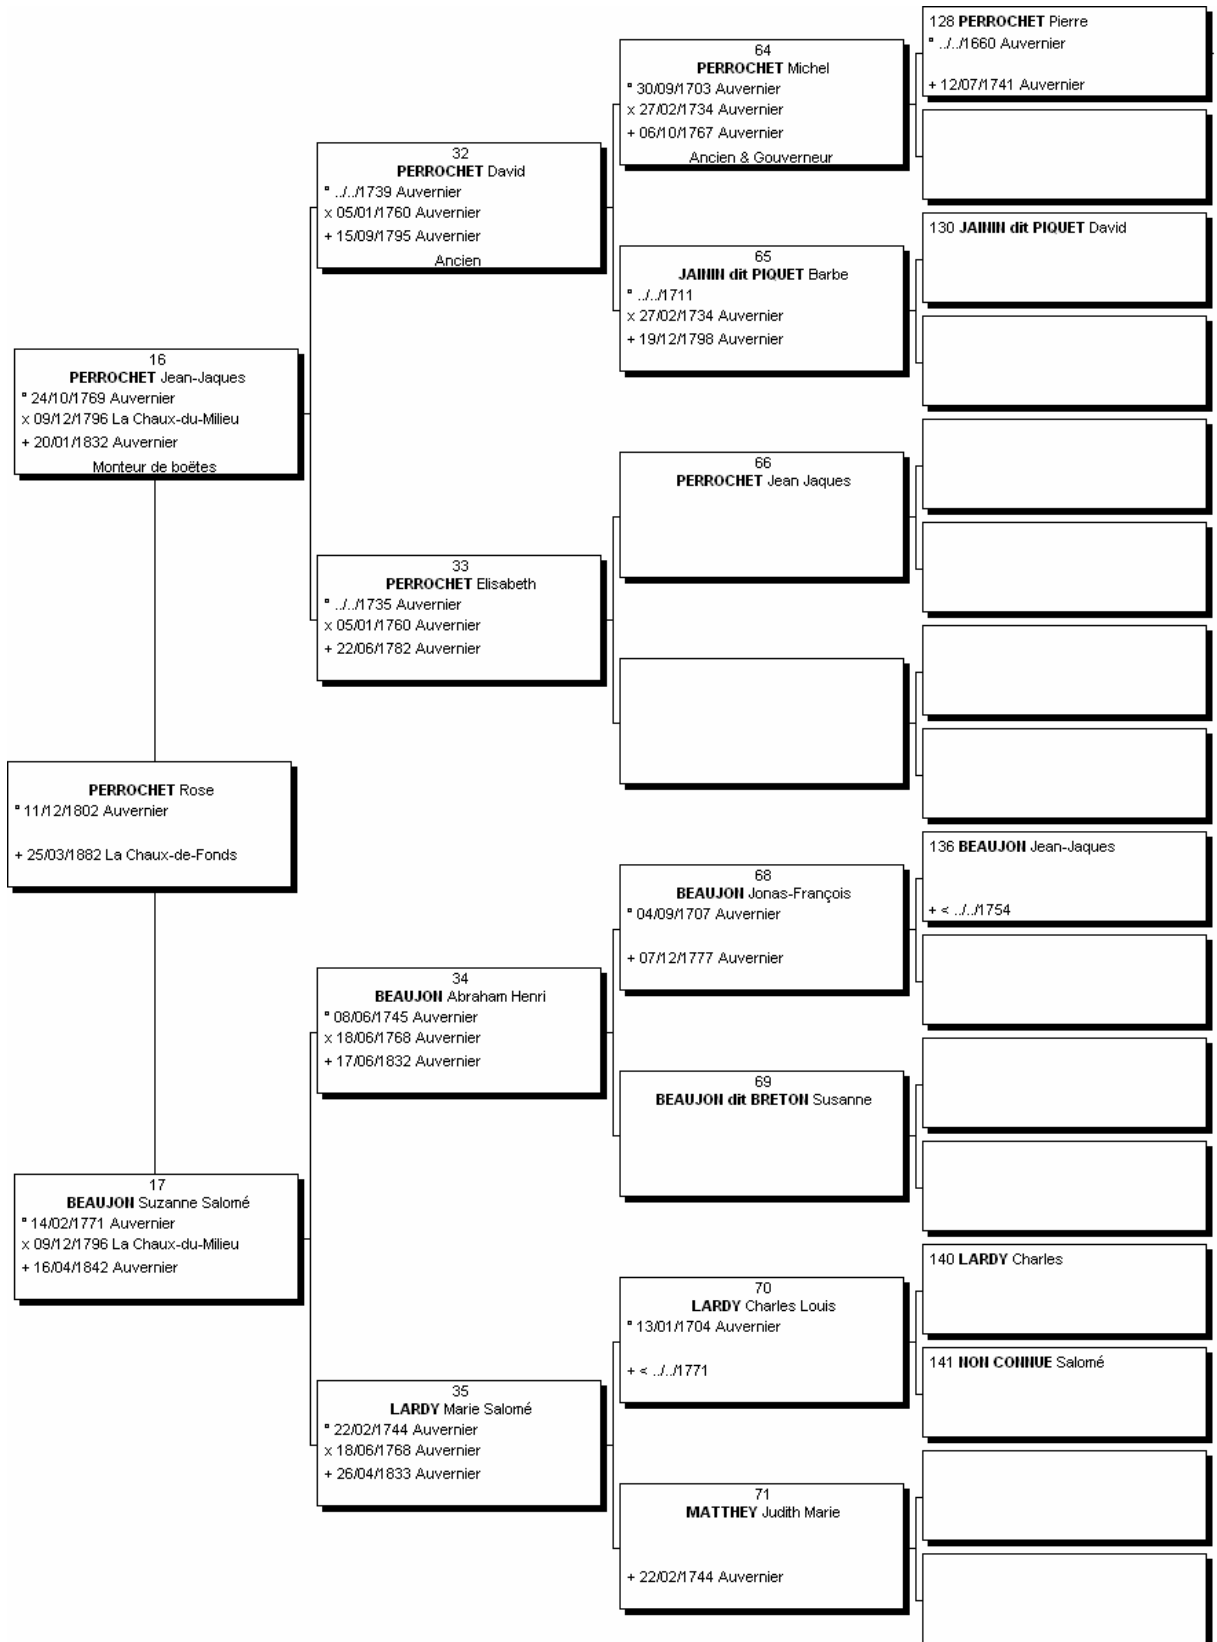 128 PERROCHET Pierre
° ../../1660 Auvernier
+ 12/07/1741 Auvernier
64
PERROCHET Michel
° 30/09/1703 Auvernier
x 27/02/1734 Auvernier
+ 06/10/1767 Auvernier
Ancien & Gouverneur
32
PERROCHET David
° ../../1739 Auvernier
x 05/01/1760 Auvernier
+ 15/09/1795 Auvernier
Ancien
130 JAININ dit PIQUET David
65
JAININ dit PIQUET Barbe
° ../../1711
x 27/02/1734 Auvernier
+ 19/12/1798 Auvernier
16
PERROCHET Jean-Jaques
° 24/10/1769 Auvernier
x 09/12/1796 La Chaux-du-Milieu
+ 20/01/1832 Auvernier
Monteur de boëtes
66
PERROCHET Jean Jaques
33
PERROCHET Elisabeth
° ../../1735 Auvernier
x 05/01/1760 Auvernier
+ 22/06/1782 Auvernier
PERROCHET Rose
° 11/12/1802 Auvernier
+ 25/03/1882 La Chaux-de-Fonds
136 BEAUJON Jean-Jaques
+ < ../../1754
68
BEAUJON Jonas-François
° 04/09/1707 Auvernier
+ 07/12/1777 Auvernier
34
BEAUJON Abraham Henri
° 08/06/1745 Auvernier
x 18/06/1768 Auvernier
+ 17/06/1832 Auvernier
69
BEAUJON dit BRETON Susanne
17
BEAUJON Suzanne Salomé
° 14/02/1771 Auvernier
x 09/12/1796 La Chaux-du-Milieu
+ 16/04/1842 Auvernier
140 LARDY Charles
70
LARDY Charles Louis
° 13/01/1704 Auvernier
+ < ../../1771
141 NON CONNUE Salomé
35
LARDY Marie Salomé
° 22/02/1744 Auvernier
x 18/06/1768 Auvernier
+ 26/04/1833 Auvernier
71
MATTHEY Judith Marie
+ 22/02/1744 Auvernier